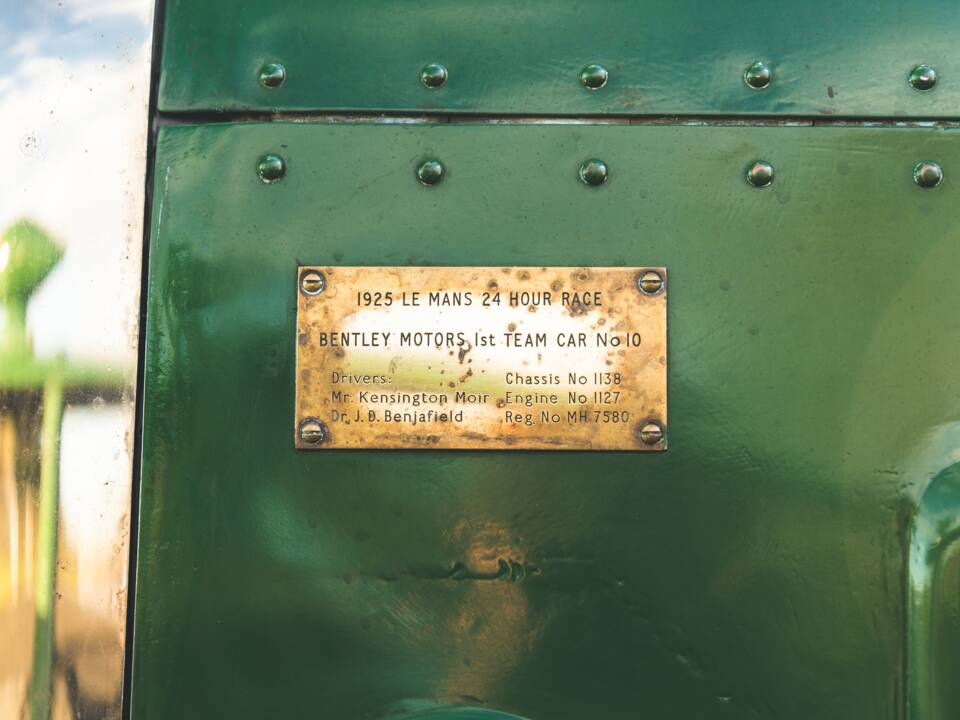 1925 LE MANS 24 HOUR RACE
BENTLEY MOTORS 1st TEAM CAR No 10
Drivers:
Mr. Kensington Moir
Dr. J. D. Benjafield
Chassis No 1138
Engine No 1127
Reg. No MH 7580